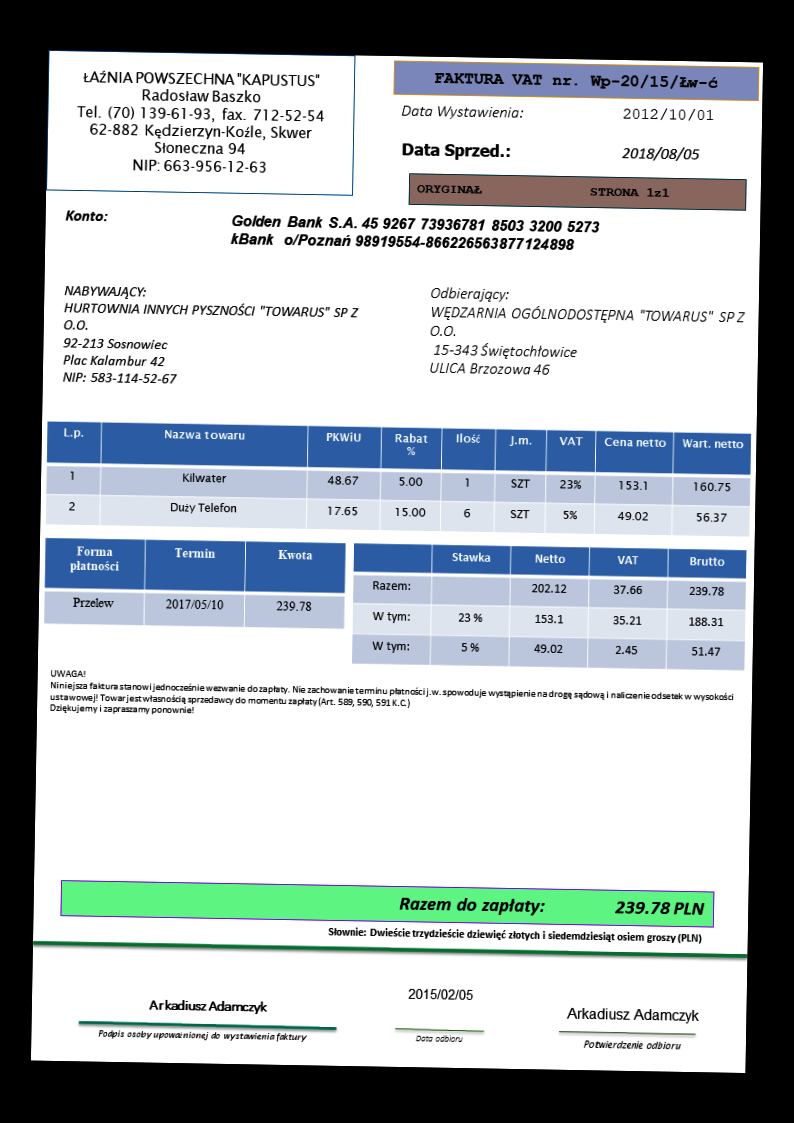 ŁAŹNIA POWSZECHNA "KAPUSTUS"
Radosław Baszko
Tel. (70) 139-61-93, fax. 712-52-54
62-882 Kędzierzyn-Koźle, Skwer
Słoneczna 94
NIP: 663-956-12-63
FAKTURA VAT nr. Wp-20/15/Łw-ć
Data Wystawienia: 2012/10/01
Data Sprzed.: 2018/08/05
ORYGINAŁ STRONA 1z1
Konto: Golden Bank S.A. 45 9267 73936781 8503 3200 5273
kBank o/Poznań 98919554-866226563877124898
NABYWAJĄCY:
HURTOWNIA INNYCH PYSZNOŚCI "TOWARUS" SP Z
O.O.
92-213 Sosnowiec
Plac Kalambur 42
NIP: 583-114-52-67
Odbierający:
WĘDZARNIA OGÓLNODOSTĘPNA "TOWARUS" SP Z
O.O.
15-343 Świętochłowice
ULICA Brzozowa 46
L.p. Nazwa towaru PKWiU Rabat % Ilość J.m. VAT Cena netto Wart. netto
1 Kilwater 48.67 5.00 1 SZT 23% 153.1 160.75
2 Duży Telefon 17.65 15.00 6 SZT 5% 49.02 56.37
Forma płatności Termin Kwota
Przelew 2017/05/10 239.78
Stawka Netto VAT Brutto
Razem: 202.12 37.66 239.78
W tym: 23 % 153.1 35.21 188.31
W tym: 5 % 49.02 2.45 51.47
UWAGA!
Niniejsza faktura stanowi jednocześnie wezwanie do zapłaty. Nie zachowanie terminu płatności j.w. spowoduje wystąpienie na drogę sądową i naliczenie odsetek w wysokości
ustawowej! Towar jest własnością sprzedawcy do momentu zapłaty (Art. 589, 590, 591 K.C.)
Dziękujemy i zapraszamy ponownie!
Razem do zapłaty: 239.78 PLN
Słownie: Dwieście trzydzieście dziewięć złotych i siedemdziesiąt osiem groszy (PLN)
Arkadiusz Adamczyk
Podpis osoby upoważnionej do wystawienia faktury
2015/02/05
Data odbioru
Arkadiusz Adamczyk
Potwierdzenie odbioru